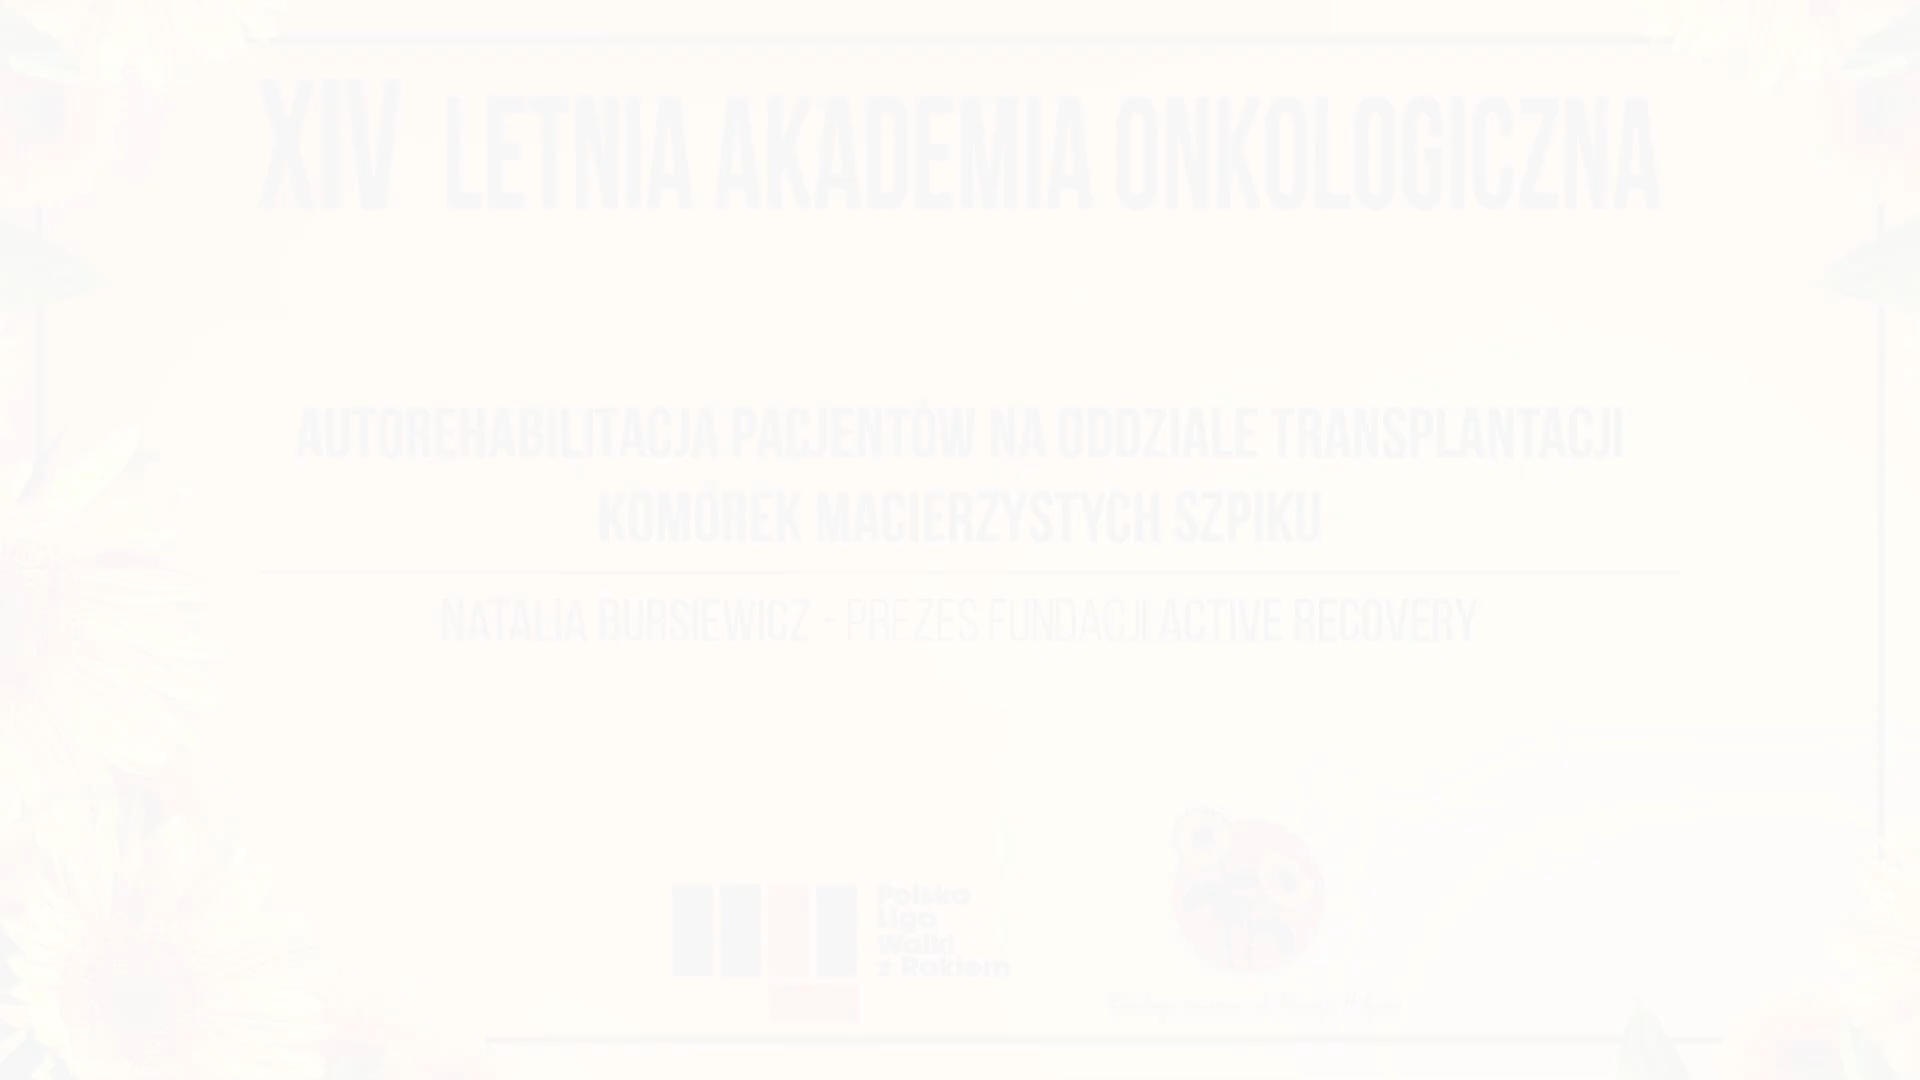 XIV LETNIA AKADEMIA ONKOLOGICZNA
AUTOREHABILITACJA PACJENTÓW NA ODDZIALE TRANSPLANTACJI
KOMÓREK MACIERZYSTYCH SZPIKU
NATALIA BURSIEWICZ - PREZES FUNDACJI ACTIVE RECOVERY
Polska
Liga
Walki
z Rakiem